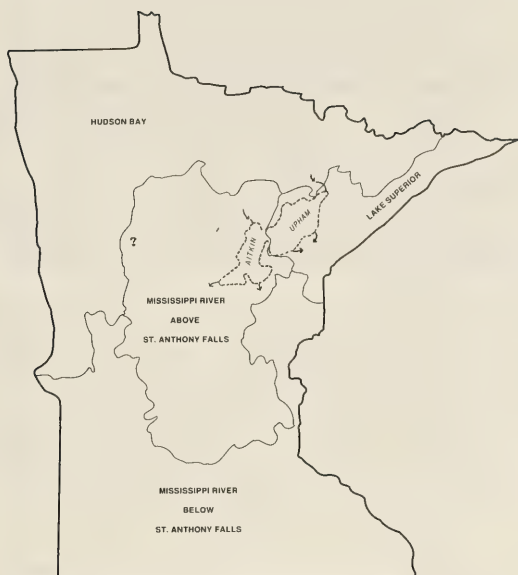 HUDSON BAY
LAKE SUPERIOR
UPHAM
AITKIN
?
MISSISSIPPI RIVER
ABOVE
ST. ANTHONY FALLS
MISSISSIPPI RIVER
BELOW
ST. ANTHONY FALLS